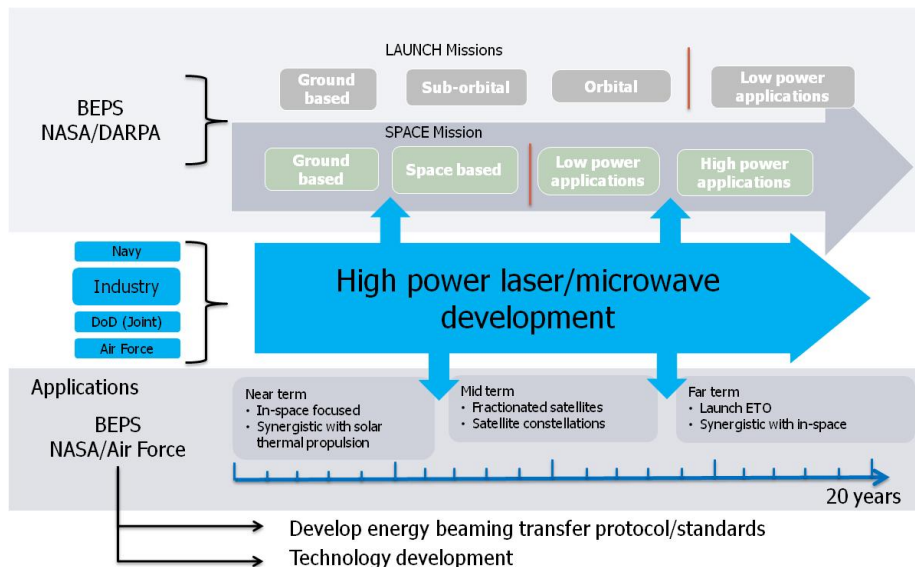 LAUNCH Missions
Ground
based
Sub-orbital
Orbital
Low power
applications
BEPS
NASA/DARPA
SPACE Mission
Ground
based
Space based
Low power
applications
High power
applications
Navy
Industry
DoD (Joint)
Air Force
High power laser/microwave
development
Applications
BEPS
NASA/Air Force
Near term
• In-space focused
• Synergistic with solar
thermal propulsion
Mid term
• Fractionated satellites
• Satellite constellations
Far term
• Launch ETO
• Synergistic with in-space
20 years
Develop energy beaming transfer protocol/standards
Technology development